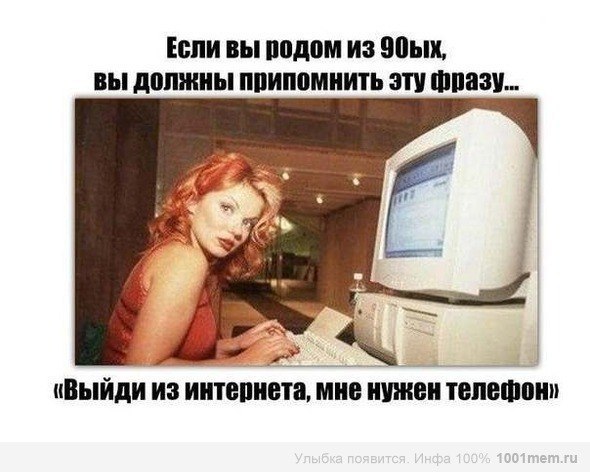 Если вы родом из 90ых,
вы должны припомнить эту фразу...
«Выйди из интернета, мне нужен телефон»
Улыбка появится. Инфа 100% 1001mem.ru